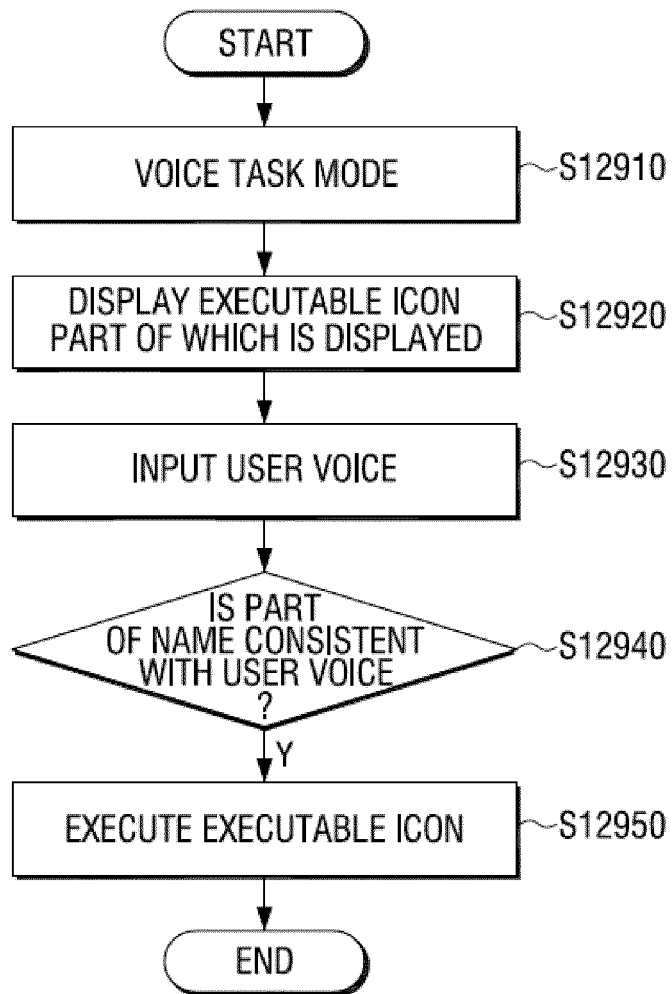 START
VOICE TASK MODE
S12910
DISPLAY EXECUTABLE ICON
PART OF WHICH IS DISPLAYED
S12920
INPUT USER VOICE
S12930
IS PART
OF NAME CONSISTENT
WITH USER VOICE
?
S12940
Y
EXECUTE EXECUTABLE ICON
S12950
END